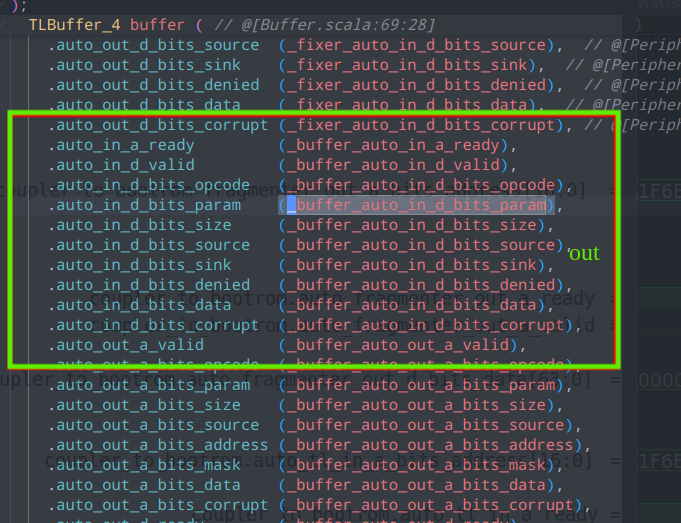 );
TLBuffer_4 buffer ( // @[Buffer.scala:69:28]
.auto_out_d_bits_source (_fixer_auto_in_d_bits_source), // @[Periph
.auto_out_d_bits_sink (_fixer_auto_in_d_bits_sink), // @[Periphe
.auto_out_d_bits_denied (_fixer_auto_in_d_bits_denied), // @[Periph
.auto_out_d_bits_data (_fixer_auto_in_d_bits_data), // @[Periphe
.auto_out_d_bits_corrupt (_fixer_auto_in_d_bits_corrupt), // @[Periph
.auto_in_a_ready (_buffer_auto_in_a_ready),
.auto_in_d_valid (_buffer_auto_in_d_valid),
.auto_in_d_bits_opcode (_buffer_auto_in_d_bits_opcode),
.auto_in_d_bits_param (_buffer_auto_in_d_bits_param),
.auto_in_d_bits_size (_buffer_auto_in_d_bits_size),
.auto_in_d_bits_source (_buffer_auto_in_d_bits_source),
out
.auto_in_d_bits_sink (_buffer_auto_in_d_bits_sink),
.auto_in_d_bits_denied (_buffer_auto_in_d_bits_denied),
.auto_in_d_bits_data (_buffer_auto_in_d_bits_data),
.auto_in_d_bits_corrupt (_buffer_auto_in_d_bits_corrupt),
.auto_out_a_valid (_buffer_auto_out_a_valid),
.auto_out_a_bits_opcode (_buffer_auto_out_a_bits_opcode),
.auto_out_a_bits_param (_buffer_auto_out_a_bits_param),
.auto_out_a_bits_size (_buffer_auto_out_a_bits_size),
.auto_out_a_bits_source (_buffer_auto_out_a_bits_source),
.auto_out_a_bits_address (_buffer_auto_out_a_bits_address),
.auto_out_a_bits_mask (_buffer_auto_out_a_bits_mask),
.auto_out_a_bits_data (_buffer_auto_out_a_bits_data),
.auto_out_a_bits_corrupt (_buffer_auto_out_a_bits_corrupt),
.auto_out_d_ready (_buffer_auto_out_d_ready),